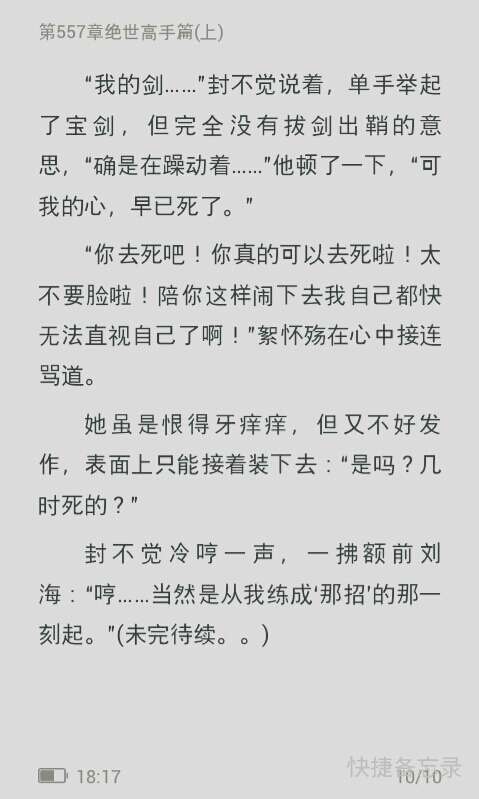 第557章绝世高手篇(上)
“我的剑……”封不觉说着，单手举起
了宝剑，但完全没有拔剑出鞘的意
思，“确是在躁动着……”他顿了一下，“可
我的心，早已死了。”
“你去死吧！你真的可以去死啦！太
不要脸啦！陪你这样闹下去我自己都快
无法直视自己了啊！”絮怀殇在心中接连
骂道。
她虽是恨得牙痒痒，但又不好发
作，表面上只能接着装下去：“是吗？几
时死的？”
封不觉冷哼一声，一拂额前刘
海：“哼……当然是从我练成‘那招’的那一
刻起。”(未完待续。。)
快捷备忘录
18:17
10/10